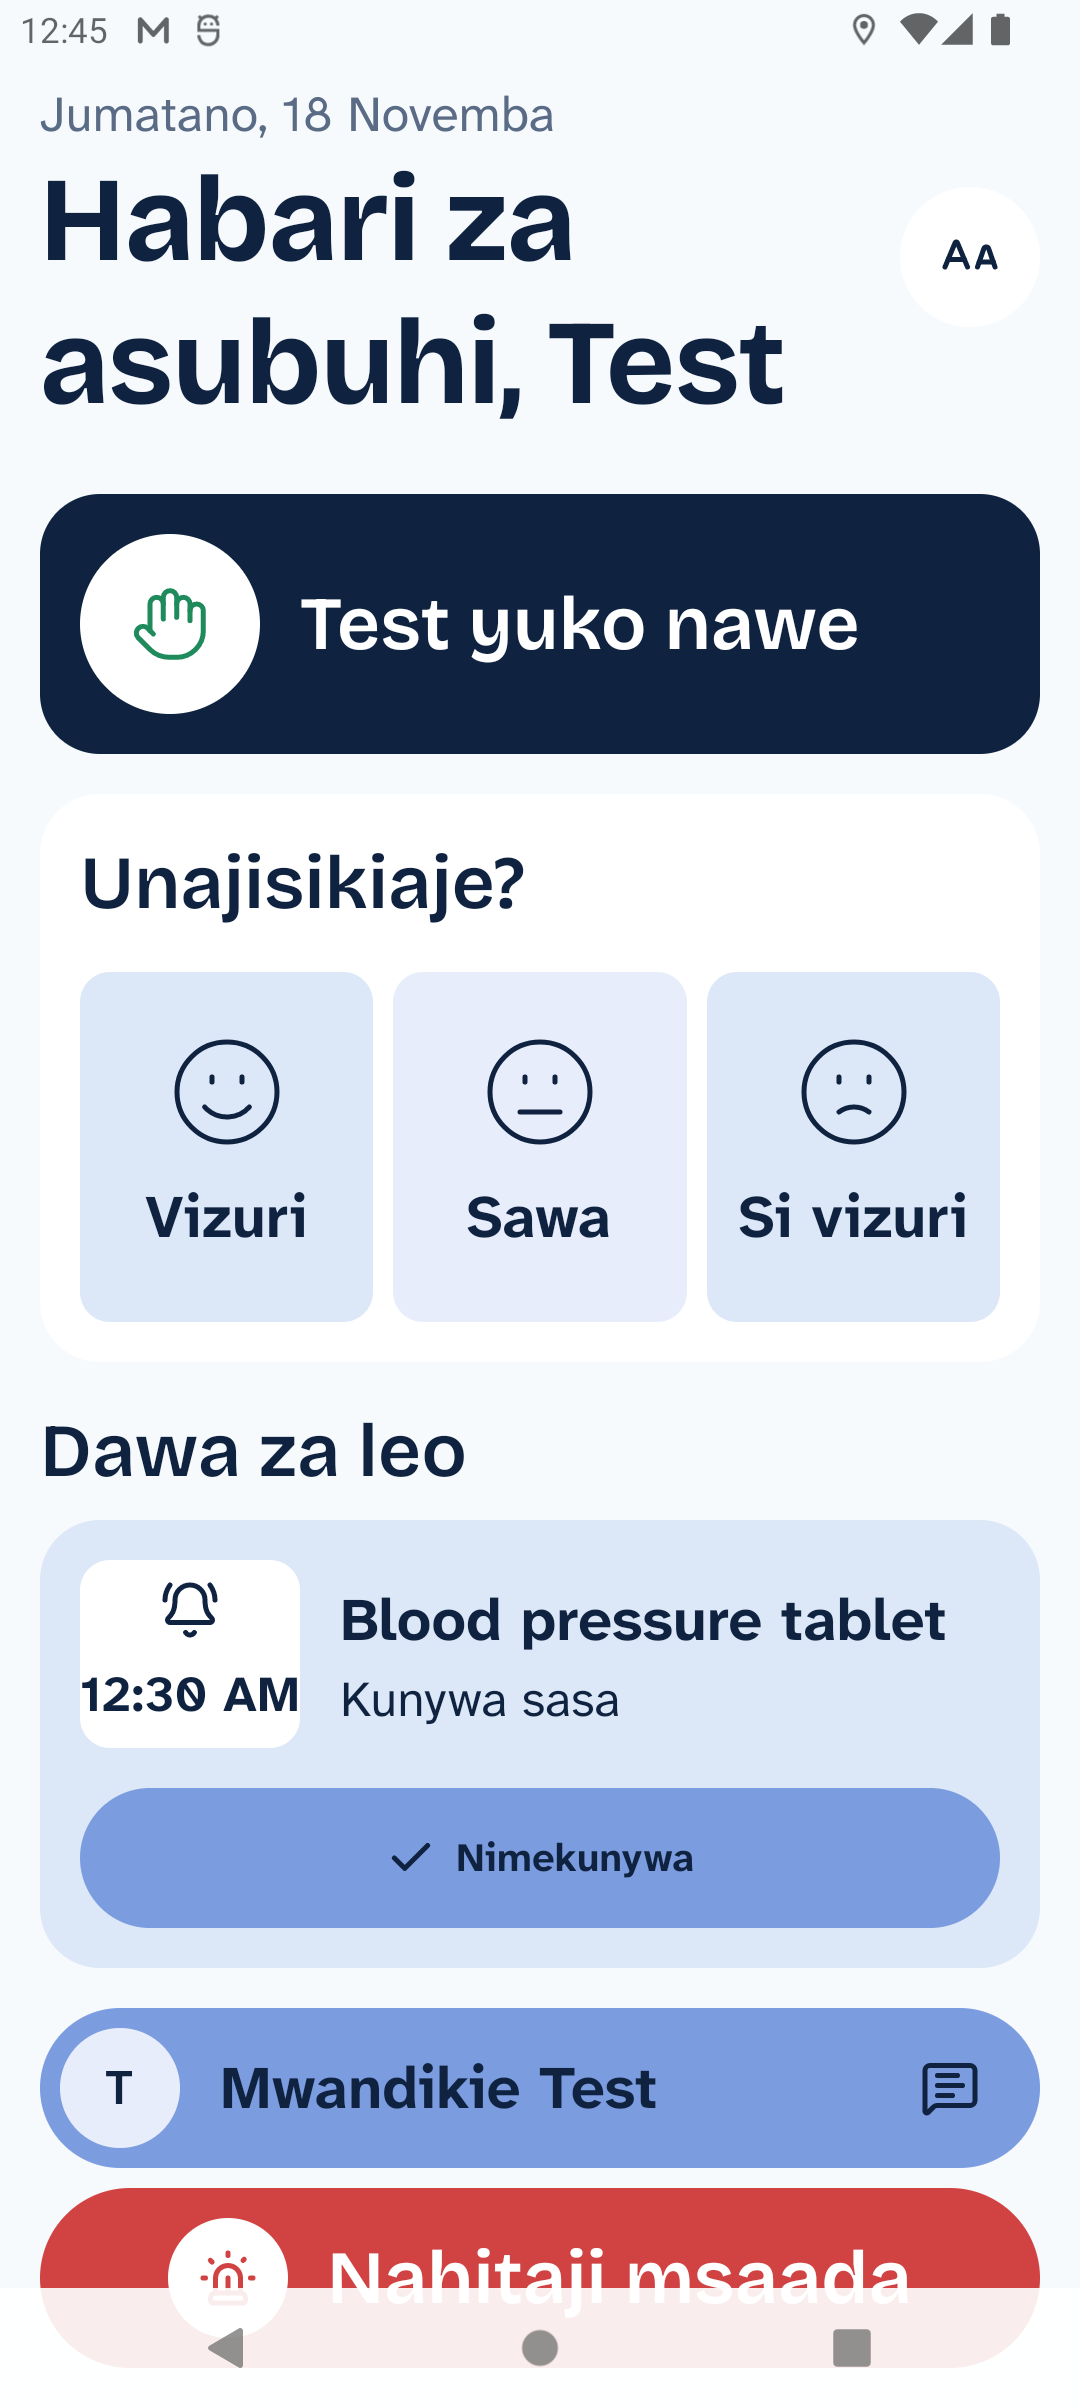 12:45
Jumatano, 18 Novemba
Habari za
asubuhi, Test
AA
Test yuko nawe
Unajisikiaje?
Vizuri
Sawa
Si vizuri
Dawa za leo
12:30 AM
Blood pressure tablet
Kunywa sasa
Nimekunywa
T
Mwandikie Test
Nahitaji msaada